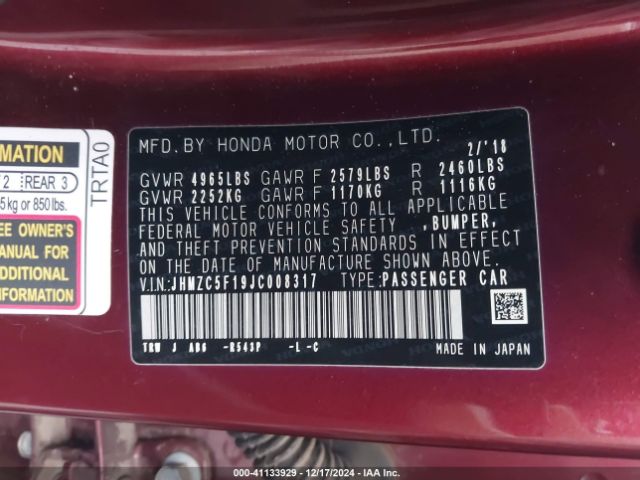 MFD.BY HONDA MOTOR CO.,LTD. 2/'18
GVWR 4965LBS GAWR F 2579LBS R 2460LBS
GVWR 2252KG GAWR F 1170KG R 1116KG
THIS VEHICLE CONFORMS TO ALL APPLICABLE
FEDERAL MOTOR VEHICLE SAFETY ,BUMPER,
AND THEFT PREVENTION STANDARDS IN EFFECT
ON THE DATE OF MANUFACTURE SHOWN ABOVE.
V.I.N:JHMZC5F19JC008317 TYPE:PASSENGER CAR
TRW J AB6 -R543P -L-C MADE IN JAPAN
MATION
2 REAR 3
5 kg or 850 lbs.
EE OWNER'S
MANUAL FOR
ADDITIONAL
FORMATION
TRTA0
000-41133929 | 12/17/2024 | IAA Inc.